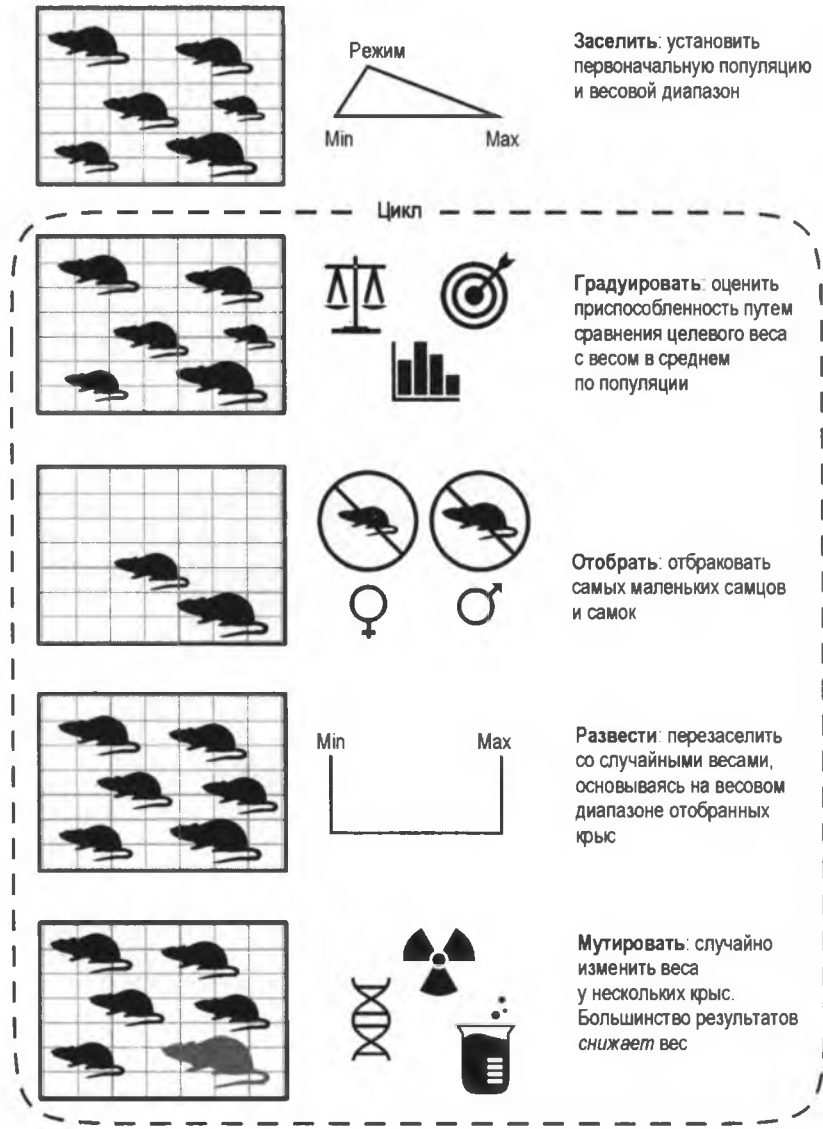 Режим
Min
Max
Заселить: установить
первоначальную популяцию
и весовой диапазон
Цикл
Градуировать: оценить
приспособленность путем
сравнения целевого веса
с весом в среднем
по популяции
Отобрать: отбраковать
самых маленьких самцов
и самок
Min
Max
Развести: перезаселить
со случайными весами,
основываясь на весовом
диапазоне отобранных
крыс
Мутировать: случайно
изменить веса
у нескольких крыс.
Большинство результатов
снижает вес